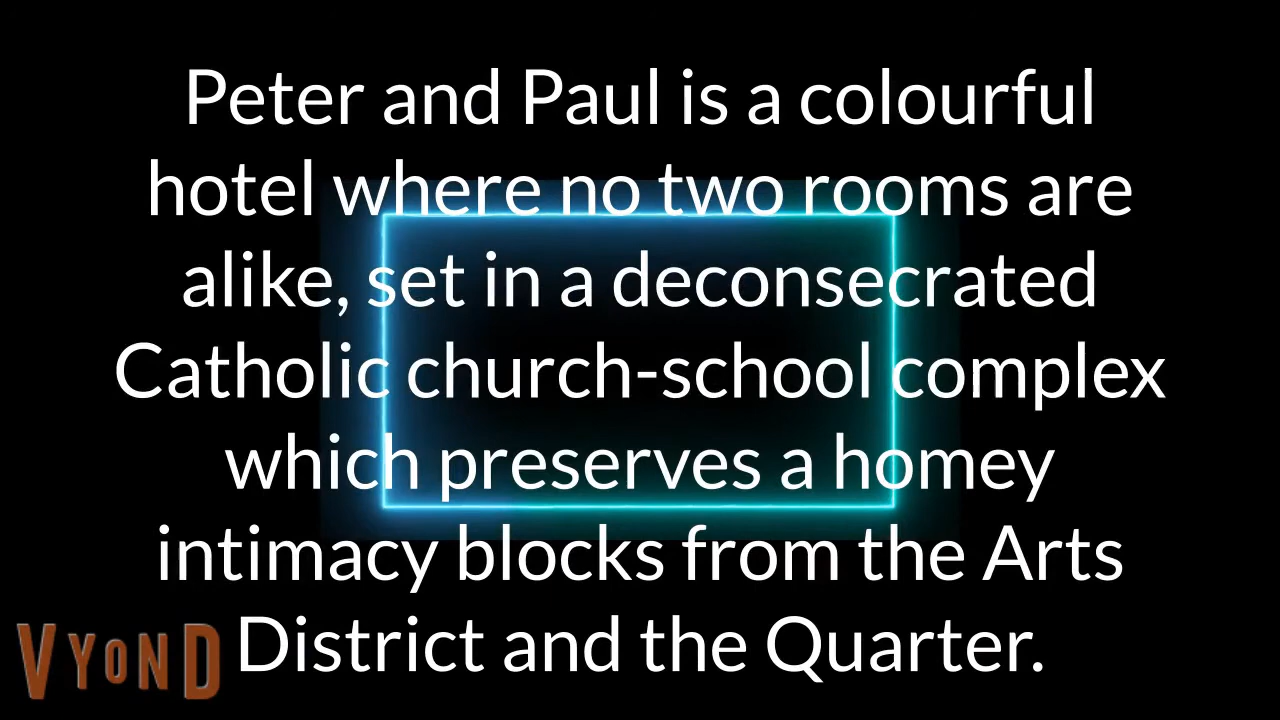 Peter and Paul is a colourful
hotel where no two rooms are
alike, set in a deconsecrated
Catholic church-school complex
which preserves a homey
intimacy blocks from the Arts
District and the Quarter.
VYOND